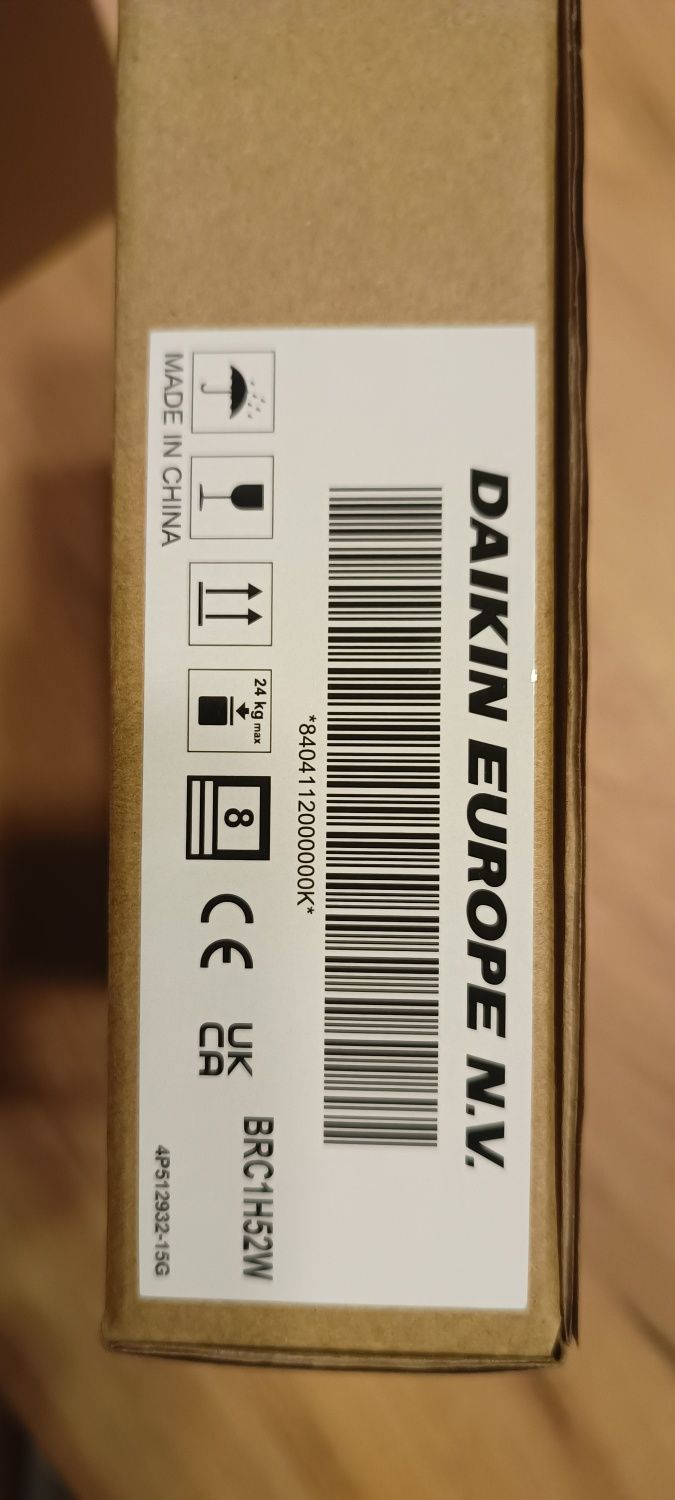 DAIKIN EUROPE N.V.
*8404112000000K*
24 kg max
8
CE
UK
CA
BRC1H52W
MADE IN CHINA
4P512932-15G